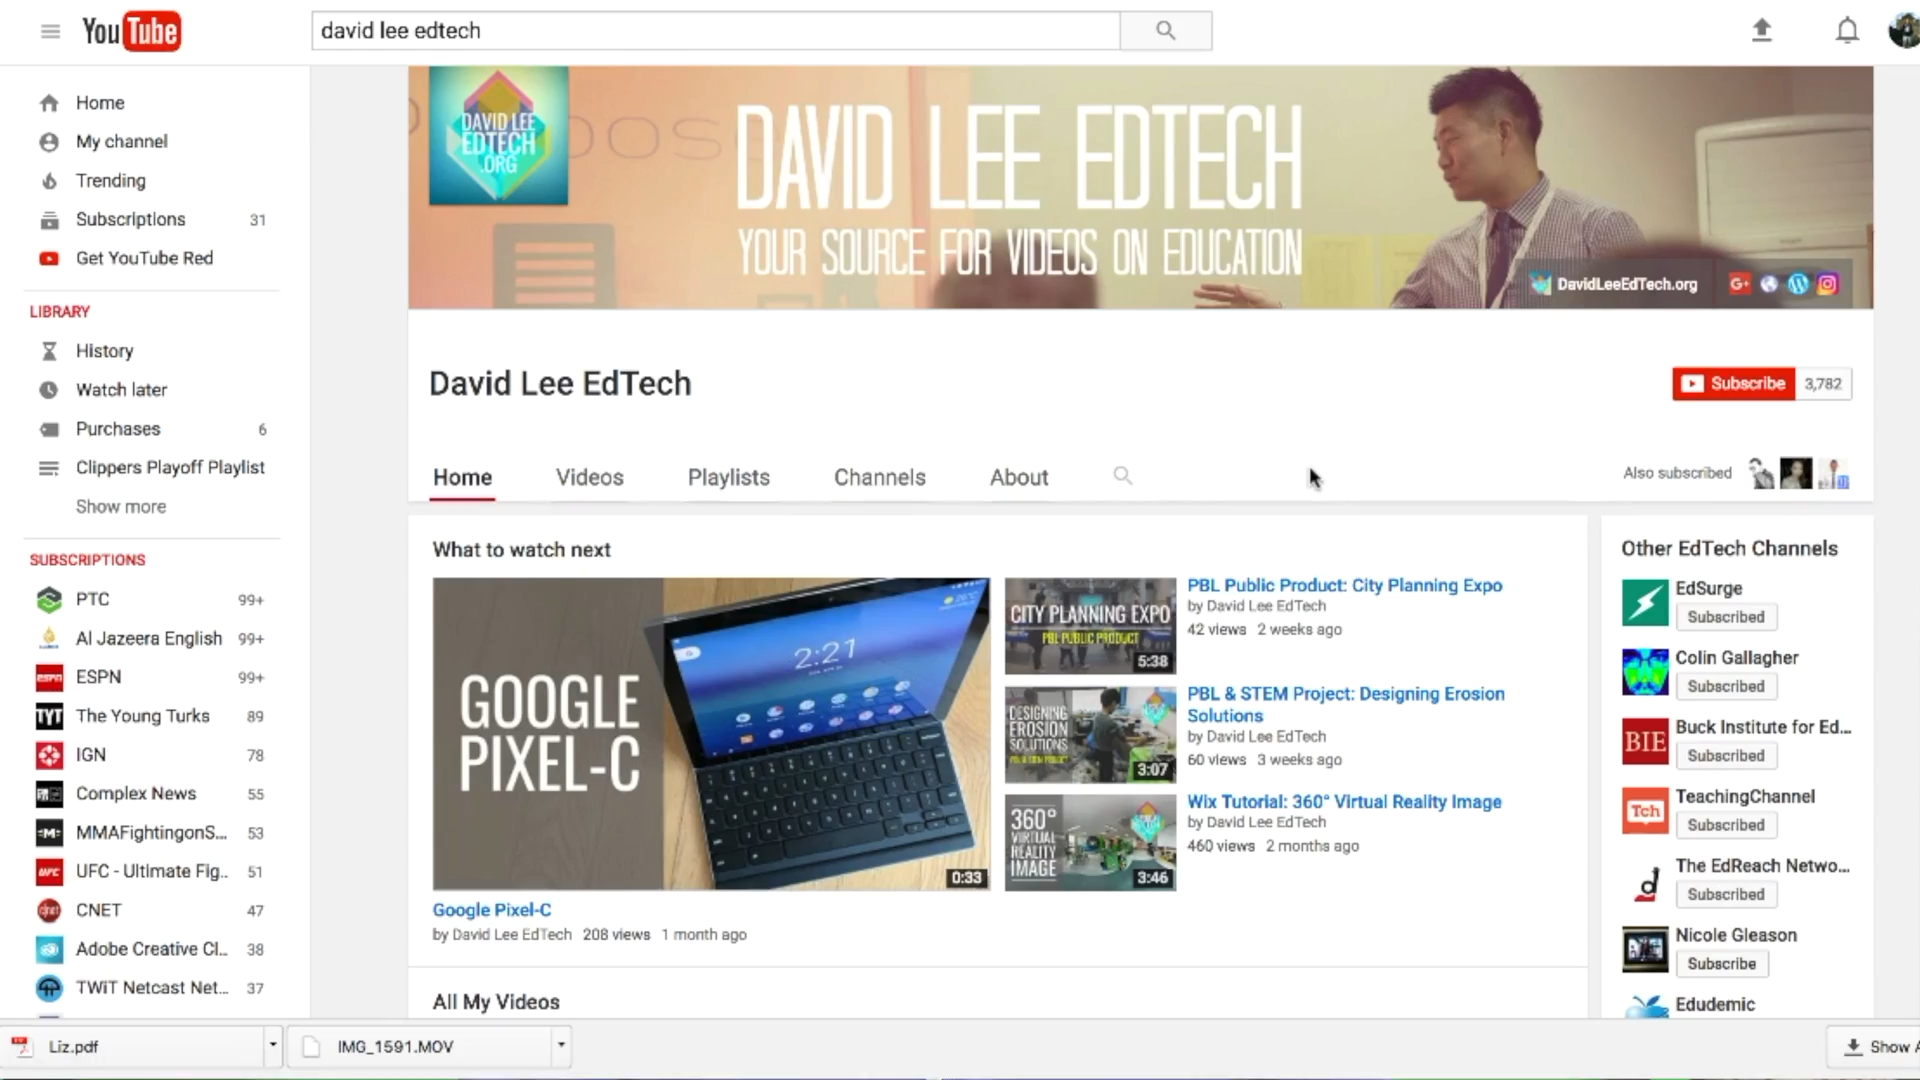 YouTube
david lee edtech
Home
My channel
Trending
Subscriptions 31
Get YouTube Red
LIBRARY
History
Watch later
Purchases 6
Clippers Playoff Playlist
Show more
SUBSCRIPTIONS
PTC 99+
Al Jazeera English 99+
ESPN 99+
The Young Turks 89
IGN 78
Complex News 55
MMAFightingonS... 53
UFC - Ultimate Fig.. 51
CNET 47
Adobe Creative Cl... 38
TWiT Netcast Net... 37
DAVID LEE
EDTECH
.ORG
DAVID LEE EDTECH
YOUR SOURCE FOR VIDEOS ON EDUCATION
DavidLeeEdTech.org
David Lee EdTech
Subscribe 3,782
Home Videos Playlists Channels About
Also subscribed
What to watch next
GOOGLE
PIXEL-C
2:21
0:33
Google Pixel-C
by David Lee EdTech 208 views 1 month ago
CITY PLANNING EXPO
PBL PUBLIC PRODUCT
5:38
PBL Public Product: City Planning Expo
by David Lee EdTech
42 views 2 weeks ago
DESIGNING
EROSION
SOLUTIONS
PBL & STEM PROJECT
3:07
PBL & STEM Project: Designing Erosion
Solutions
by David Lee EdTech
60 views 3 weeks ago
360°
VIRTUAL
REALITY
IMAGE
3:46
Wix Tutorial: 360° Virtual Reality Image
by David Lee EdTech
460 views 2 months ago
All My Videos
Other EdTech Channels
EdSurge
Subscribed
Colin Gallagher
Subscribed
BIE
Buck Institute for Ed...
Subscribed
Tch
TeachingChannel
Subscribed
The EdReach Netwo...
Subscribed
Nicole Gleason
Subscribe
Edudemic
Liz.pdf
IMG_1591.MOV
Show A